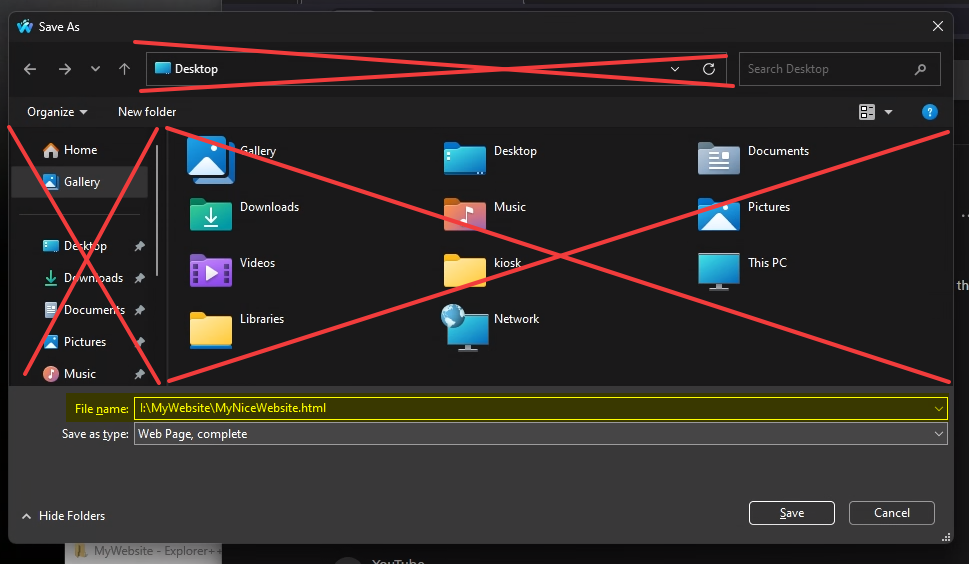 Save As
Desktop
Search Desktop
Organize
New folder
?
Home
Gallery
Desktop
Downloads
Documents
Pictures
Music
Gallery
Desktop
Documents
Downloads
Music
Pictures
Videos
kiosk
This PC
Libraries
Network
th
File name:
I:\MyWebsite\MyNiceWebsite.html
Save as type:
Web Page, complete
Hide Folders
Save
Cancel
MyWebsite - Explorer++
YouTube